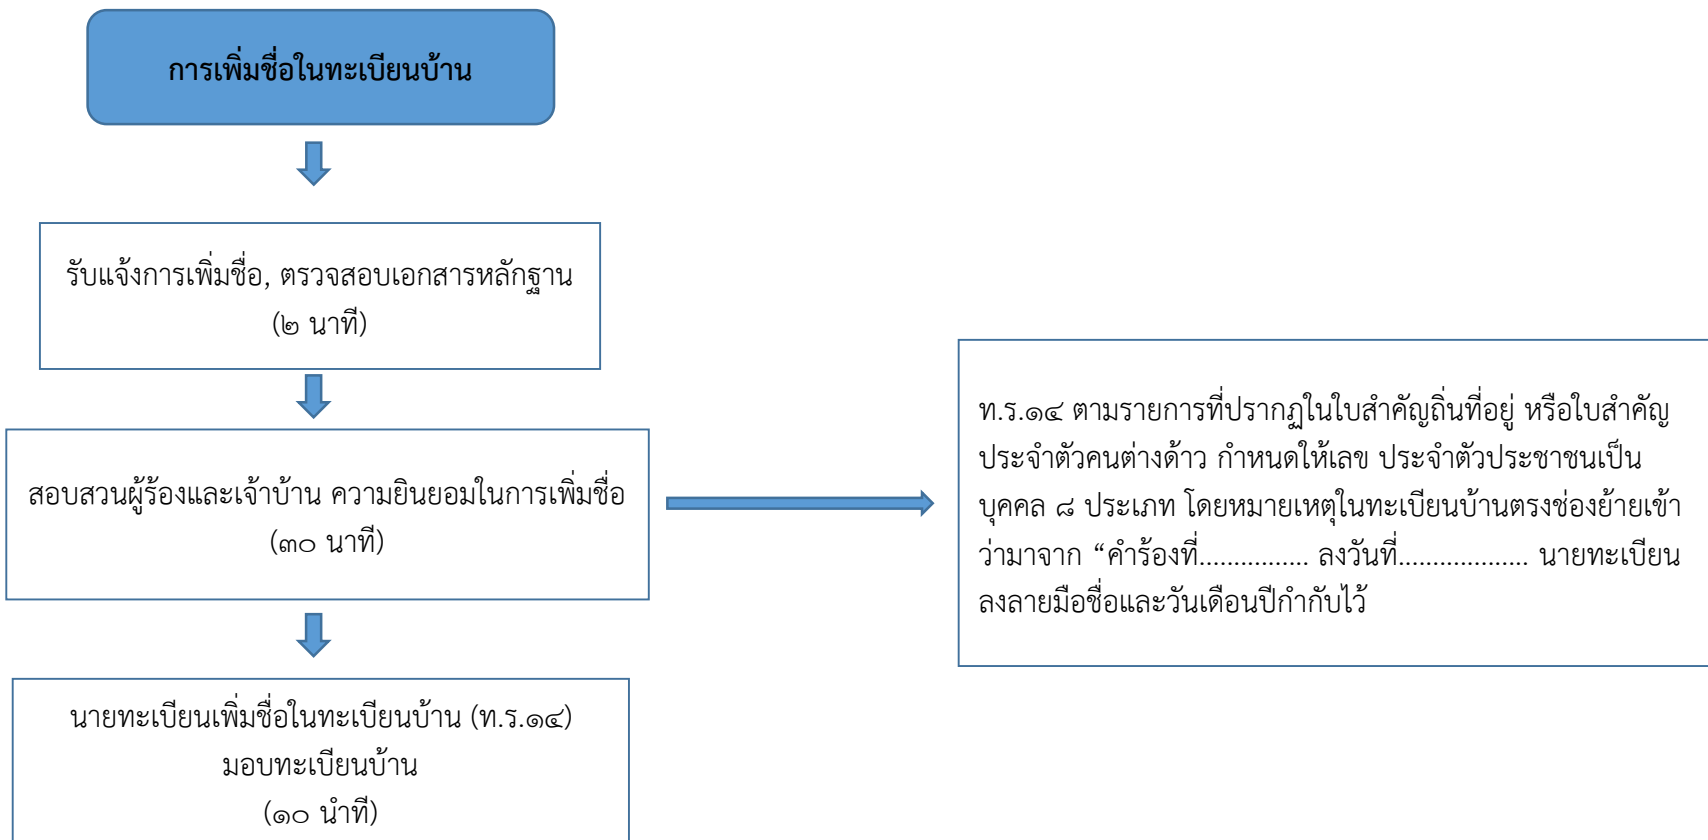 การเพิ่มชื่อในทะเบียนบ้าน
รับแจ้งการเพิ่มชื่อ, ตรวจสอบเอกสารหลักฐาน
(๒ นาที)
สอบสวนผู้ร้องและเจ้าบ้าน ความยินยอมในการเพิ่มชื่อ
(๓๐ นาที)
นายทะเบียนเพิ่มชื่อในทะเบียนบ้าน (ท.ร.๑๔)
มอบทะเบียนบ้าน
(๑๐ นำที)
ท.ร.๑๔ ตามรายการที่ปรากฏในใบสำคัญถิ่นที่อยู่ หรือใบสำคัญ
ประจำตัวคนต่างด้าว กำหนดให้เลข ประจำตัวประชาชนเป็น
บุคคล ๘ ประเภท โดยหมายเหตุในทะเบียนบ้านตรงช่องย้ายเข้า
ว่ามาจาก “คำร้องที่................ ลงวันที่................... นายทะเบียน
ลงลายมือชื่อและวันเดือนปีกำกับไว้